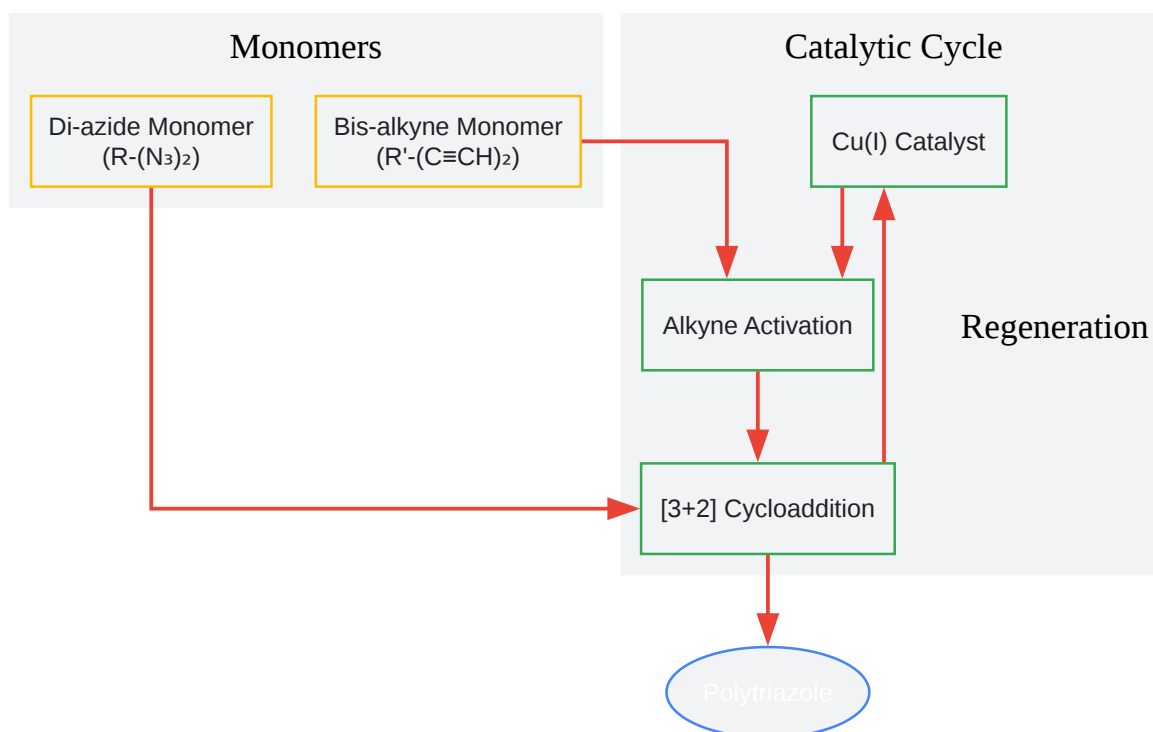 Monomers
Di-azide Monomer
(R-(N₃)₂)
Bis-alkyne Monomer
(R'-(C≡CH)₂)
Catalytic Cycle
Cu(I) Catalyst
Alkyne Activation
Regeneration
[3+2] Cycloaddition
Polytriazole